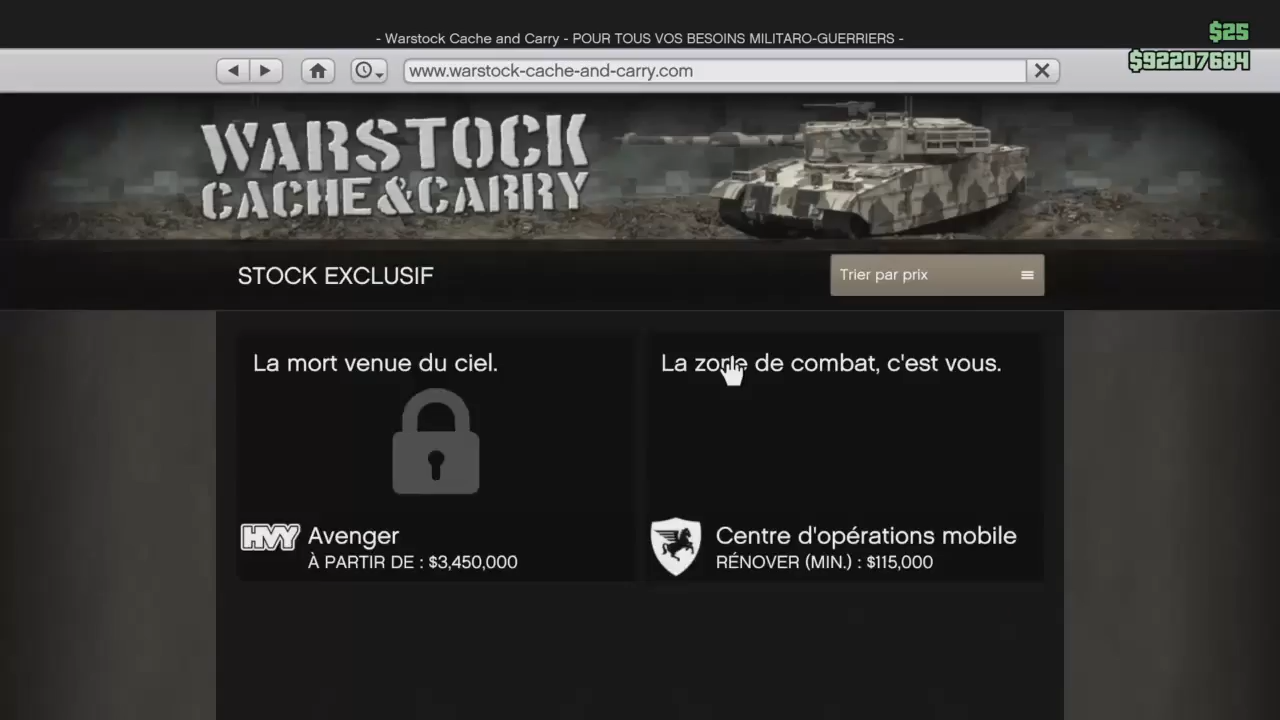 - Warstock Cache and Carry - POUR TOUS VOS BESOINS MILITARO-GUERRIERS -
$25
$92207684
www.warstock-cache-and-carry.com
WARSTOCK
CACHE&CARRY
STOCK EXCLUSIF
Trier par prix
La mort venue du ciel.
La zone de combat, c'est vous.
HVY
Avenger
À PARTIR DE : $3,450,000
Centre d'opérations mobile
RÉNOVER (MIN.) : $115,000